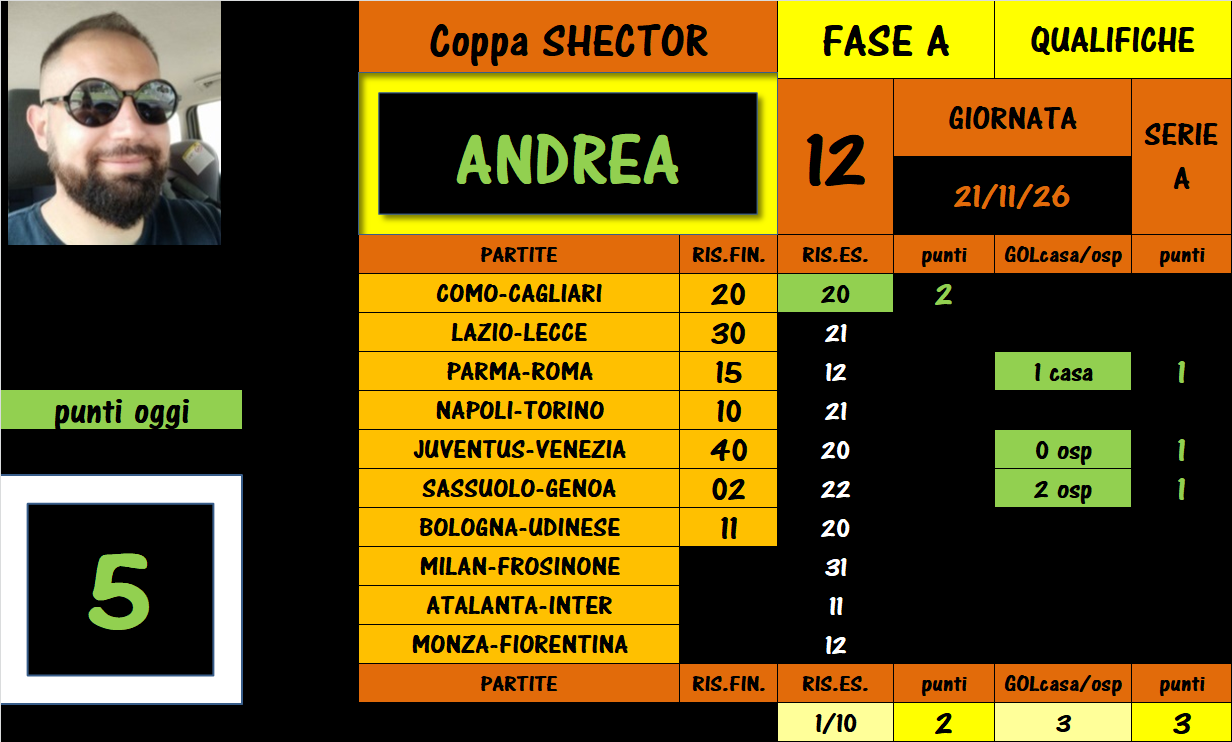 Coppa SHECTOR FASE A QUALIFICHE
ANDREA 12 GIORNATA SERIE A
21/11/26
PARTITE RIS.FIN. RIS.ES. punti GOLcasa/osp punti
COMO-CAGLIARI 20 20 2
LAZIO-LECCE 30 21
PARMA-ROMA 15 12 1 casa 1
punti oggi
NAPOLI-TORINO 10 21
JUVENTUS-VENEZIA 40 20 0 osp 1
SASSUOLO-GENOA 02 22 2 osp 1
BOLOGNA-UDINESE 11 20
5
MILAN-FROSINONE 31
ATALANTA-INTER 11
MONZA-FIORENTINA 12
PARTITE RIS.FIN. RIS.ES. punti GOLcasa/osp punti
1/10 2 3 3